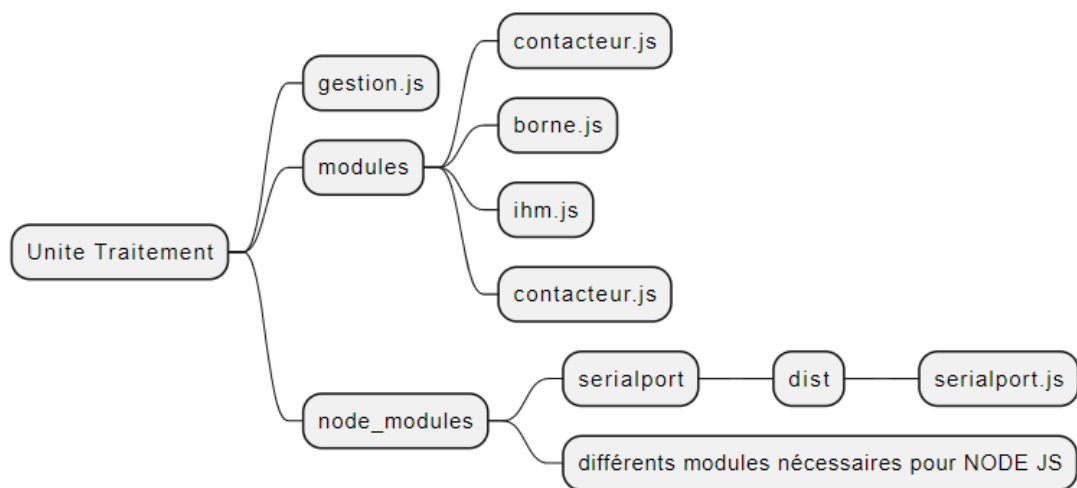 Unite Traitement
gestion.js
modules
contacteur.js
borne.js
ihm.js
contacteur.js
node_modules
serialport
dist
serialport.js
différents modules nécessaires pour NODE JS